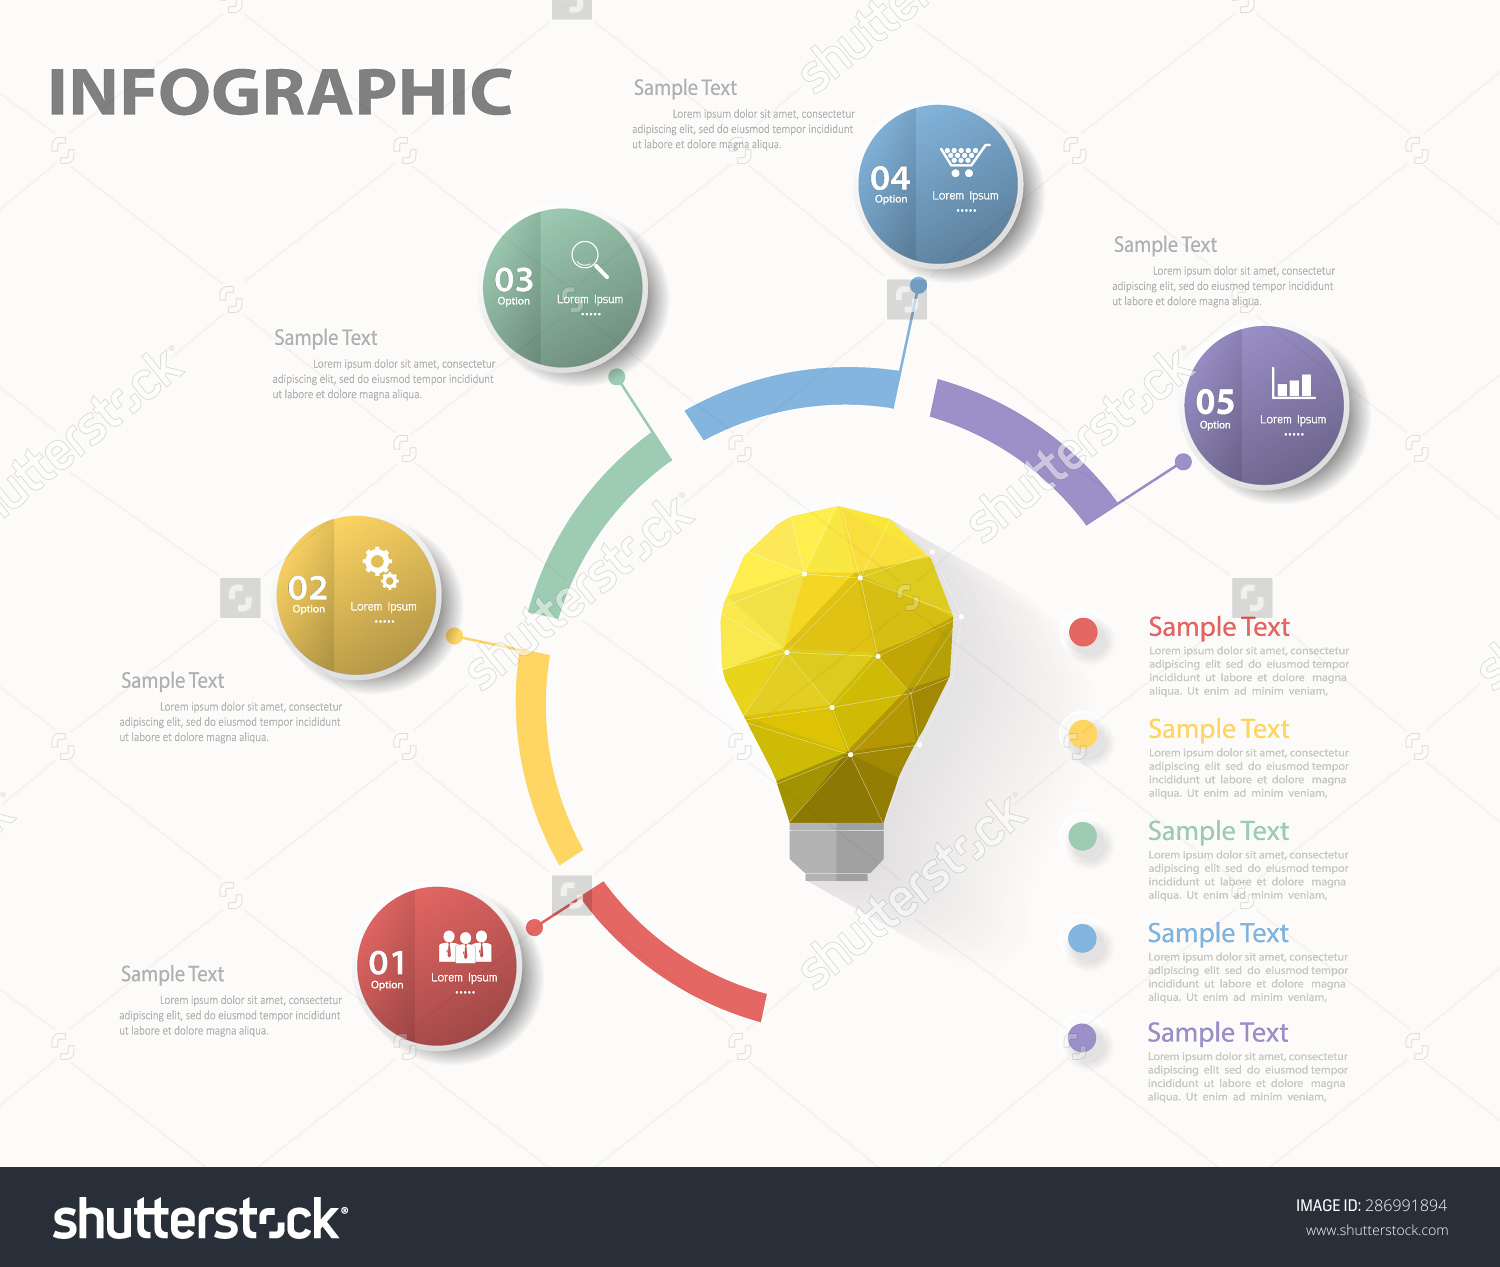 INFOGRAPHIC
Sample Text
Lorem ipsum dolor sit amet, consectetur
adipiscing elit, sed do eiusmod tempor incididunt
ut labore et dolore magna aliqua.
04
Option
Lorem Ipsum
Sample Text
Lorem ipsum dolor sit amet, consectetur
adipiscing elit, sed do eiusmod tempor incididunt
ut labore et dolore magna aliqua.
03
Option
Lorem Ipsum
Sample Text
Lorem ipsum dolor sit amet, consectetur
adipiscing elit, sed do eiusmod tempor incididunt
ut labore et dolore magna aliqua.
05
Option
Lorem Ipsum
02
Option
Lorem Ipsum
Sample Text
Lorem ipsum dolor sit amet, consectetur
adipiscing elit, sed do eiusmod tempor incididunt
ut labore et dolore magna aliqua.
01
Option
Lorem Ipsum
Sample Text
Lorem ipsum dolor sit amet, consectetur
adipiscing elit, sed do eiusmod tempor incididunt
ut labore et dolore magna aliqua.
Sample Text
Lorem ipsum dolor sit amet, consectetur
adipiscing elit sed do eiusmod tempor
incididunt ut labore et dolore magna
aliqua. Ut enim ad minim veniam,
Sample Text
Lorem ipsum dolor sit amet, consectetur
adipiscing elit sed do eiusmod tempor
incididunt ut labore et dolore magna
aliqua. Ut enim ad minim veniam,
Sample Text
Lorem ipsum dolor sit amet, consectetur
adipiscing elit sed do eiusmod tempor
incididunt ut labore et dolore magna
aliqua. Ut enim ad minim veniam,
Sample Text
Lorem ipsum dolor sit amet, consectetur
adipiscing elit sed do eiusmod tempor
incididunt ut labore et dolore magna
aliqua. Ut enim ad minim veniam,
Sample Text
Lorem ipsum dolor sit amet, consectetur
adipiscing elit sed do eiusmod tempor
incididunt ut labore et dolore magna
aliqua. Ut enim ad minim veniam,
shutterstock
shutterstock
shutterstock
shutterstock
shutterstock
shutterstock®
IMAGE ID: 286991894
www.shutterstock.com